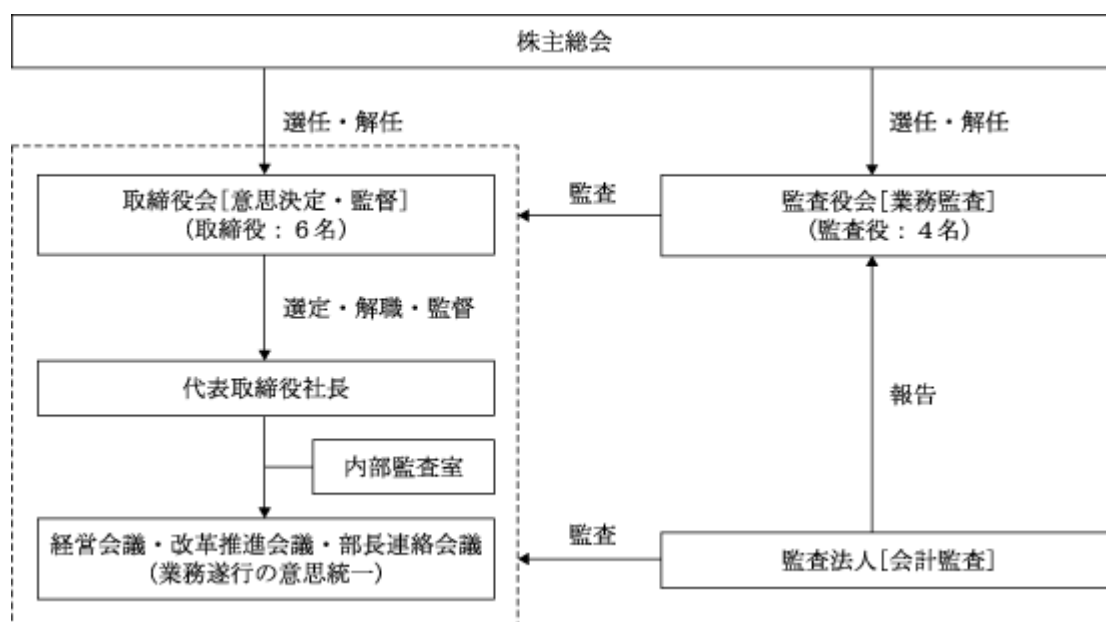 株主総会
選任・解任
選任・解任
取締役会[意思決定・監督]
(取締役：６名)
監査
監査役会[業務監査]
(監査役：４名)
選定・解職・監督
代表取締役社長
報告
内部監査室
経営会議・改革推進会議・部長連絡会議
(業務遂行の意思統一)
監査
監査法人[会計監査]